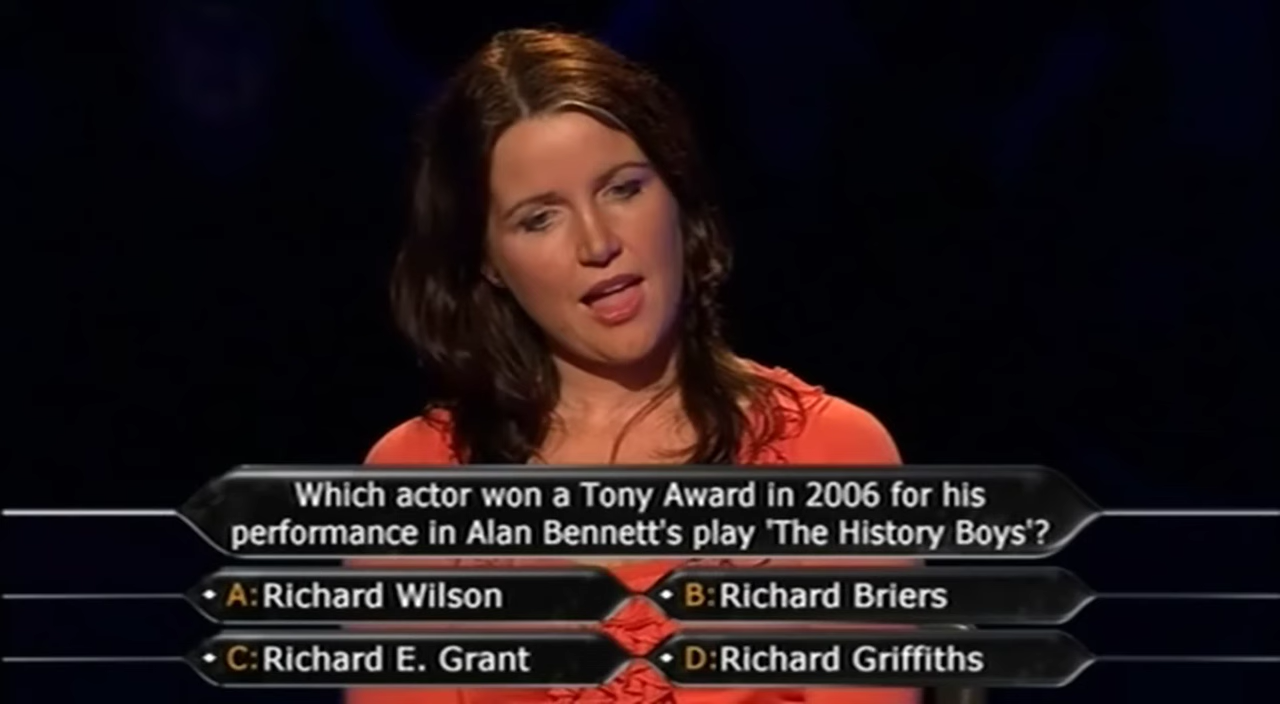 Which actor won a Tony Award in 2006 for his
performance in Alan Bennett's play 'The History Boys'?
A: Richard Wilson
B: Richard Briers
C: Richard E. Grant
D: Richard Griffiths